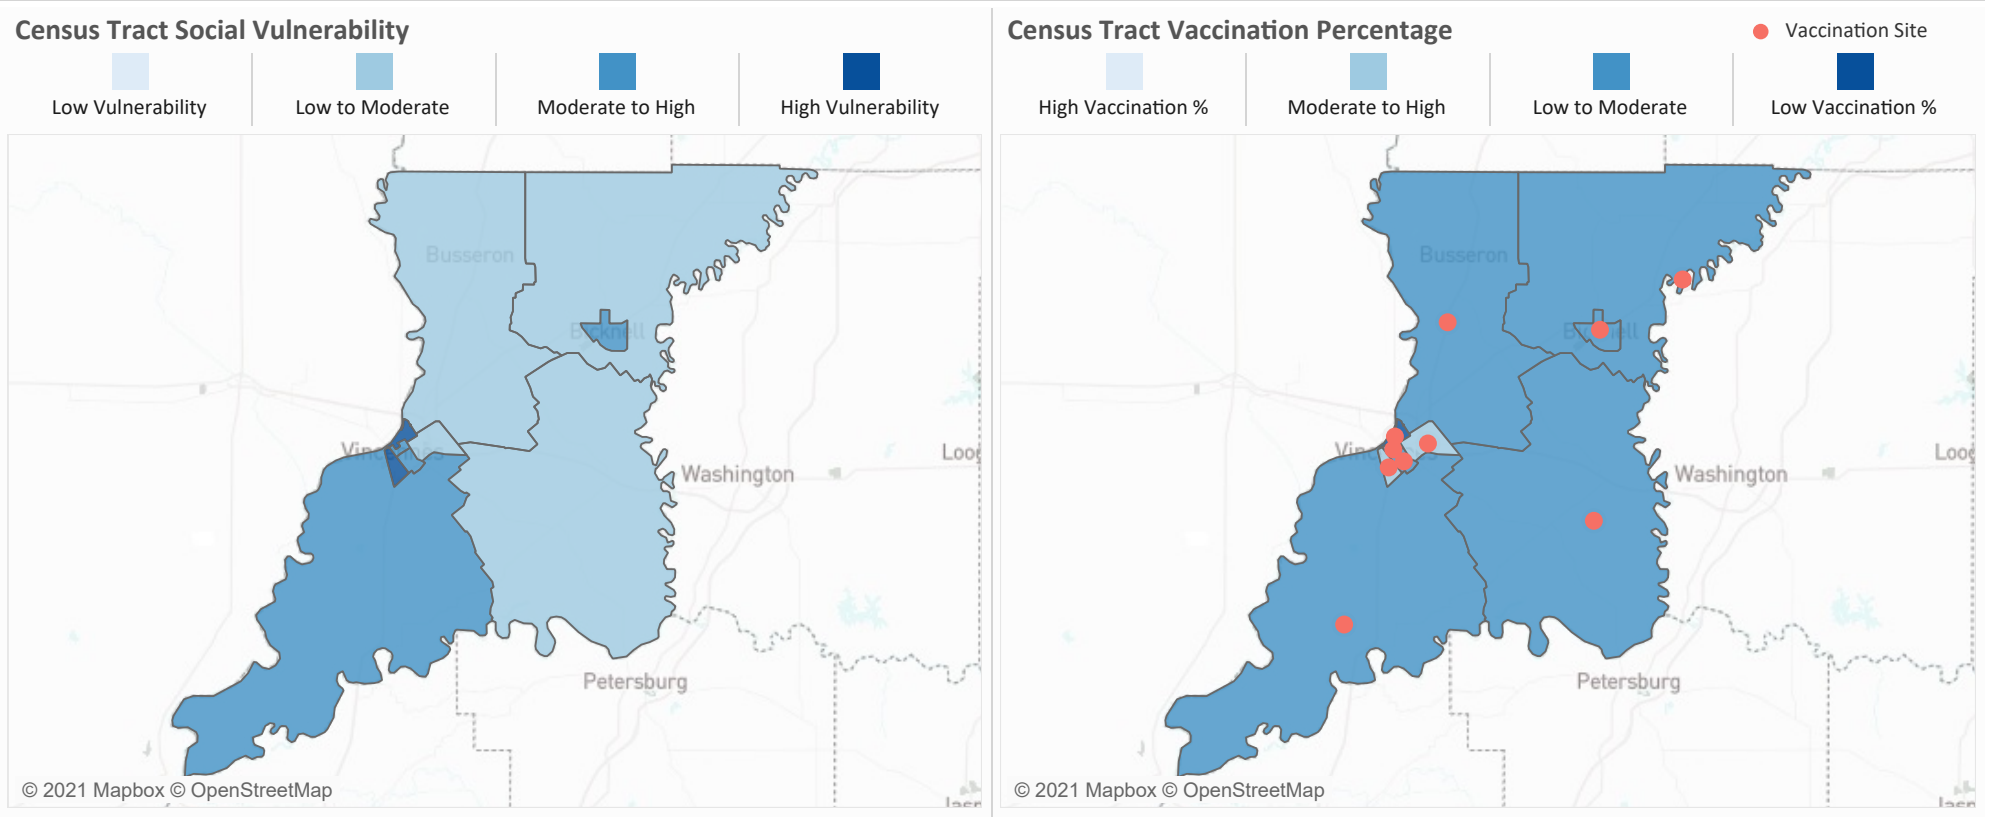 Census Tract Social Vulnerability
Low Vulnerability
Low to Moderate
Moderate to High
High Vulnerability
Busseron
Washington
Petersburg
© 2021 Mapbox © OpenStreetMap
Census Tract Vaccination Percentage
Vaccination Site
High Vaccination %
Moderate to High
Low to Moderate
Low Vaccination %
Busseron
Washington
Petersburg
© 2021 Mapbox © OpenStreetMap